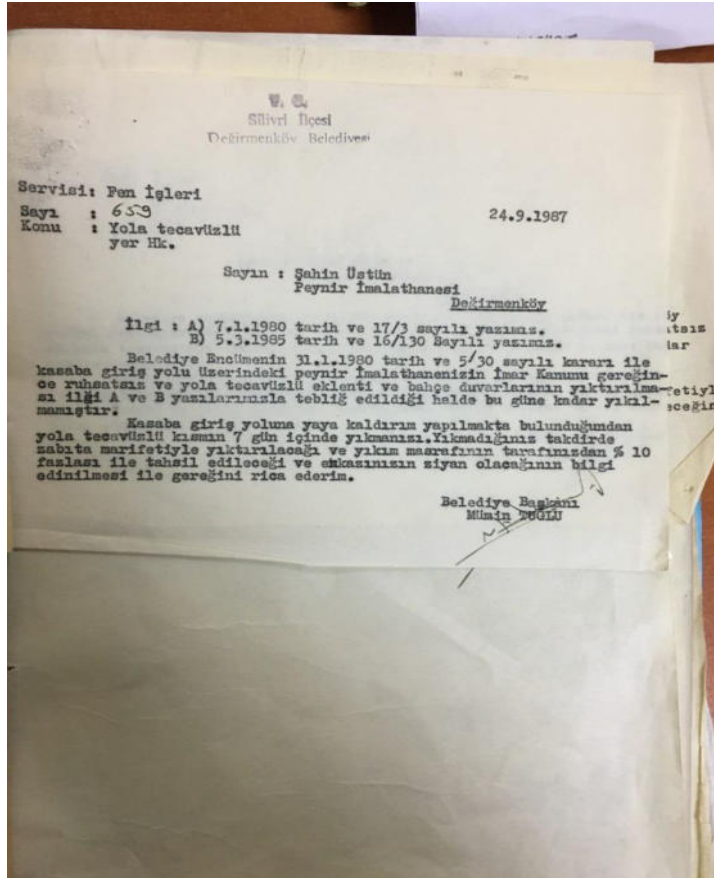 T. C.
Silivri İlçesi
Değirmenköy Belediyesi
Servisi: Fen İşleri
Sayı : 659
24.9.1987
Konu : Yola tecavüzlü
yer Hk.
Sayın : Şahin Üstün
Peynir İmalathanesi
Değirmenköy
İlgi : A) 7.1.1980 tarih ve 17/3 sayılı yazımız.
B) 5.3.1985 tarih ve 16/130 Sayılı yazımız.
Belediye Encümenin 31.1.1980 tarih ve 5/30 sayılı kararı ile
kasaba giriş yolu üzerindeki peynir İmalathanenizin İmar Kanunu gereğin-
ce ruhsatsız ve yola tecavüzlü eklenti ve bahçe duvarlarının yıktırılma-
sı ilgi A ve B yazılarımızla tebliğ edildiği halde bu güne kadar yıkıl-
mamıştır.
Kasaba giriş yoluna yaya kaldırım yapılmakta bulunduğundan
yola tecavüzlü kısmın 7 gün içinde yıkmanızı.Yıkmadığınız takdirde
zabıta marifetiyle yıktırılacağı ve yıkım masrafının tarafınızdan % 10
fazlası ile tahsil edileceği ve enkazınızın ziyan olacağının bilgi
edinilmesi ile gereğini rica ederim.
Belediye Başkanı
Mümin TUĞLU